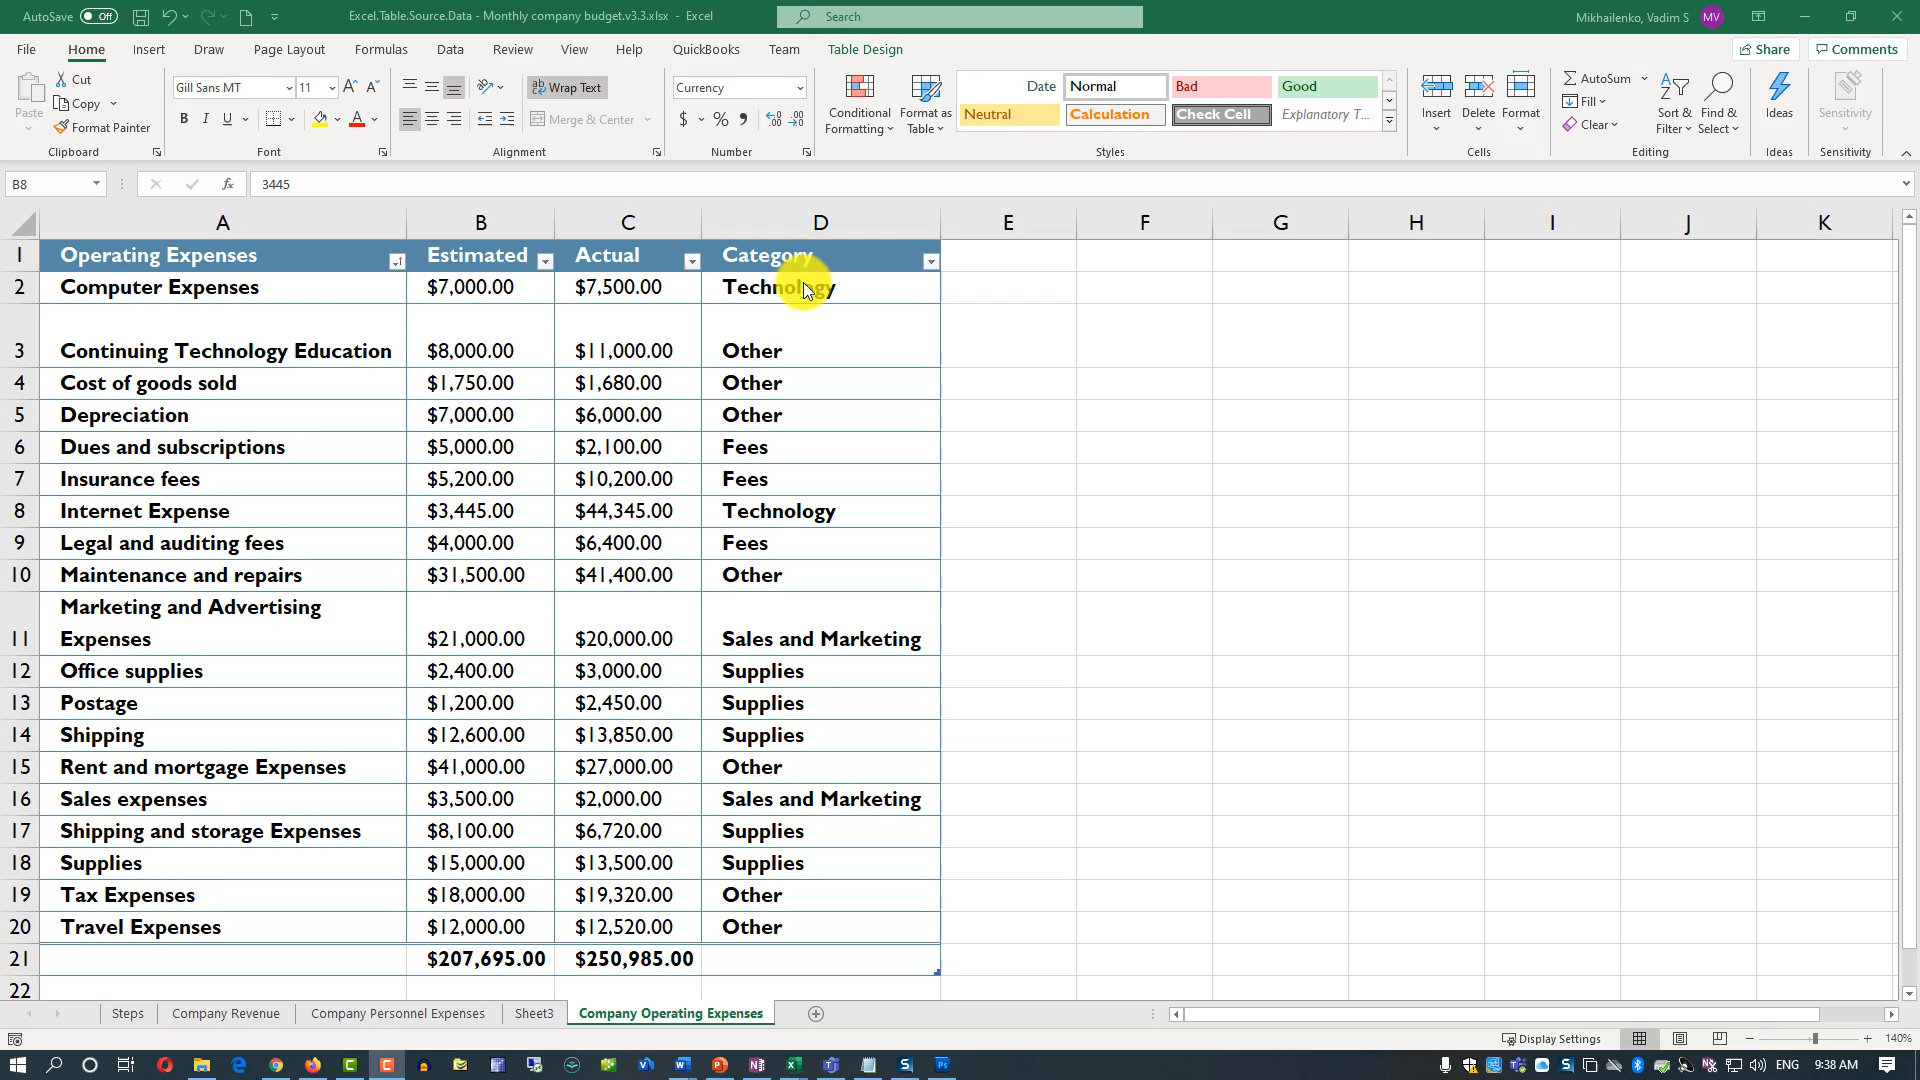 AutoSave Off Excel.Table.Source.Data - Monthly company budget.v3.3.xlsx - Excel Search Mikhailenko, Vadim S MV
File Home Insert Draw Page Layout Formulas Data Review View Help QuickBooks Team Table Design Share Comments
Paste Cut Copy Format Painter Clipboard
Gill Sans MT 11 B I U Font
Wrap Text Merge & Center Alignment
Currency $ % Number
Conditional Formatting Format as Table
Date Normal Bad Good
Neutral Calculation Check Cell Explanatory T...
Styles
Insert Delete Format Cells
AutoSum Fill Clear Sort & Filter Find & Select Editing
Ideas Ideas
Sensitivity Sensitivity
B8 fx 3445
A B C D E F G H I J K
1 Operating Expenses Estimated Actual Category
2 Computer Expenses $7,000.00 $7,500.00 Technology
3 Continuing Technology Education $8,000.00 $11,000.00 Other
4 Cost of goods sold $1,750.00 $1,680.00 Other
5 Depreciation $7,000.00 $6,000.00 Other
6 Dues and subscriptions $5,000.00 $2,100.00 Fees
7 Insurance fees $5,200.00 $10,200.00 Fees
8 Internet Expense $3,445.00 $44,345.00 Technology
9 Legal and auditing fees $4,000.00 $6,400.00 Fees
10 Maintenance and repairs $31,500.00 $41,400.00 Other
Marketing and Advertising
11 Expenses $21,000.00 $20,000.00 Sales and Marketing
12 Office supplies $2,400.00 $3,000.00 Supplies
13 Postage $1,200.00 $2,450.00 Supplies
14 Shipping $12,600.00 $13,850.00 Supplies
15 Rent and mortgage Expenses $41,000.00 $27,000.00 Other
16 Sales expenses $3,500.00 $2,000.00 Sales and Marketing
17 Shipping and storage Expenses $8,100.00 $6,720.00 Supplies
18 Supplies $15,000.00 $13,500.00 Supplies
19 Tax Expenses $18,000.00 $19,320.00 Other
20 Travel Expenses $12,000.00 $12,520.00 Other
21 $207,695.00 $250,985.00
22
Steps Company Revenue Company Personnel Expenses Sheet3 Company Operating Expenses
Display Settings 140%
ENG 9:38 AM